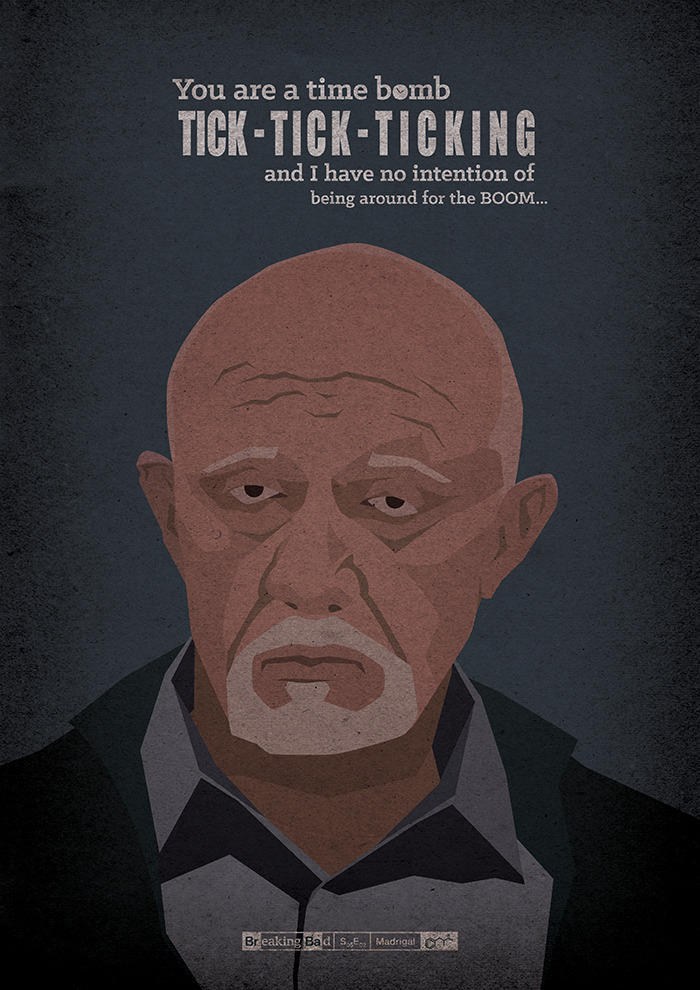 You are a time bomb
TICK-TICK-TICKING
and I have no intention of
being around for the BOOM...
Breaking Bad S05E02 Madrigal